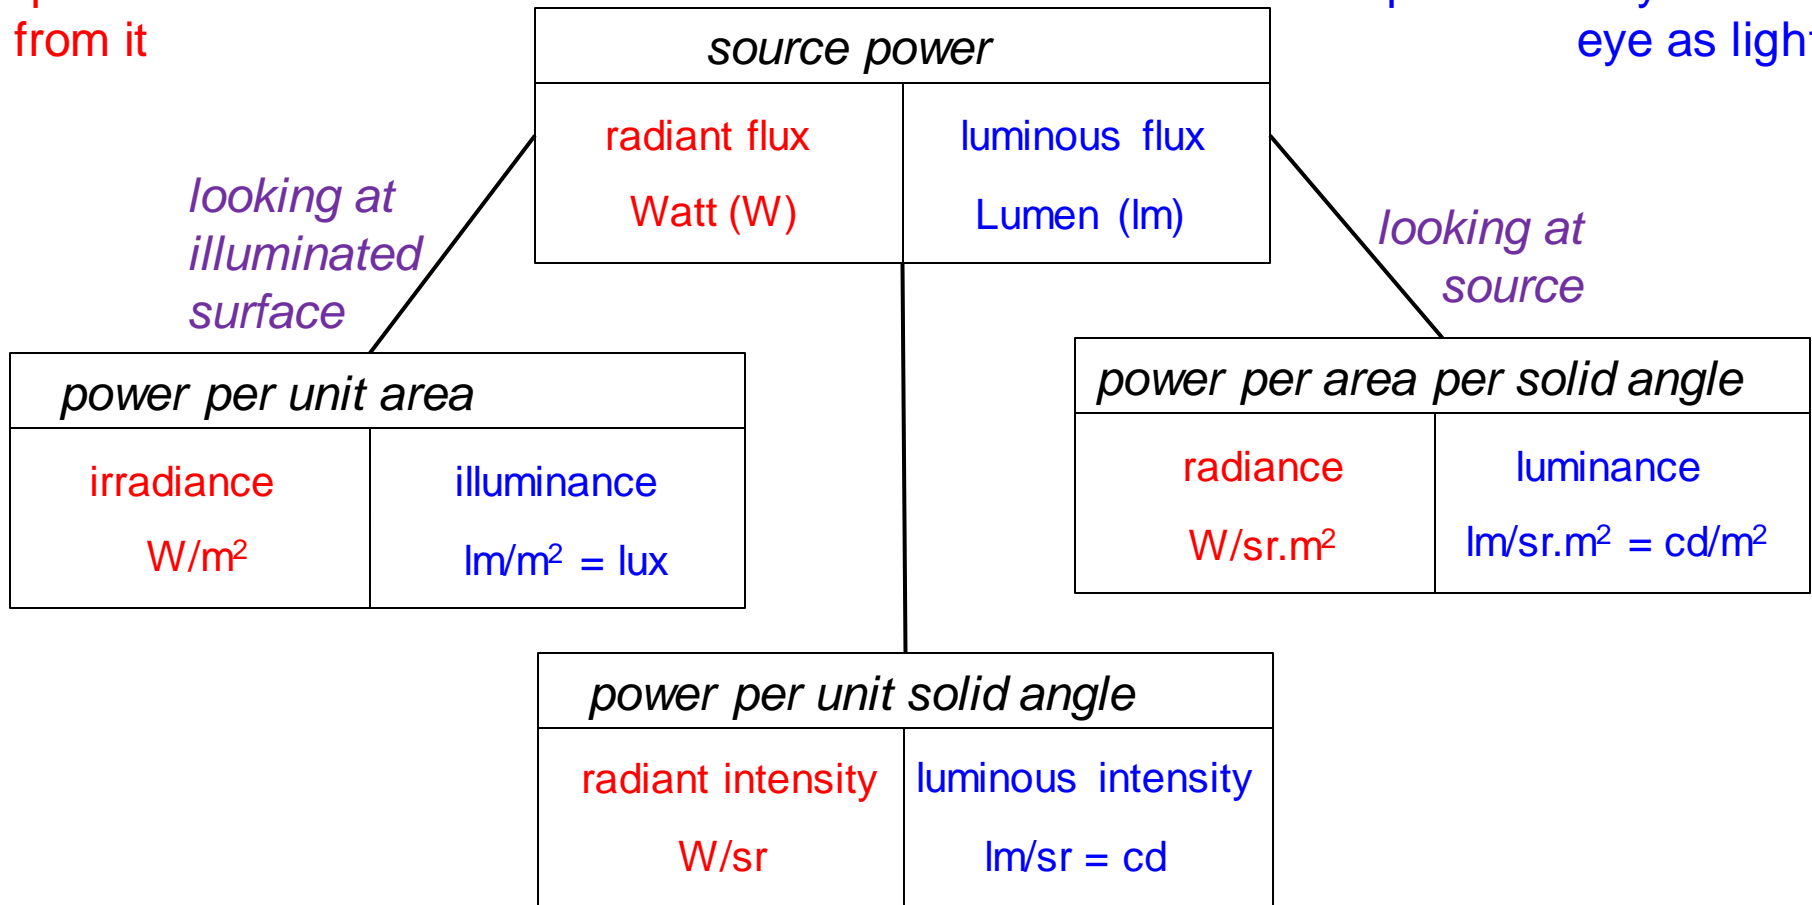 from it
eye as light
source power
radiant flux
luminous flux
Watt (W)
Lumen (lm)
looking at
illuminated
surface
looking at
source
power per unit area
irradiance
illuminance
W/m²
lm/m² = lux
power per area per solid angle
radiance
luminance
W/sr.m²
lm/sr.m² = cd/m²
power per unit solid angle
radiant intensity
luminous intensity
W/sr
lm/sr = cd